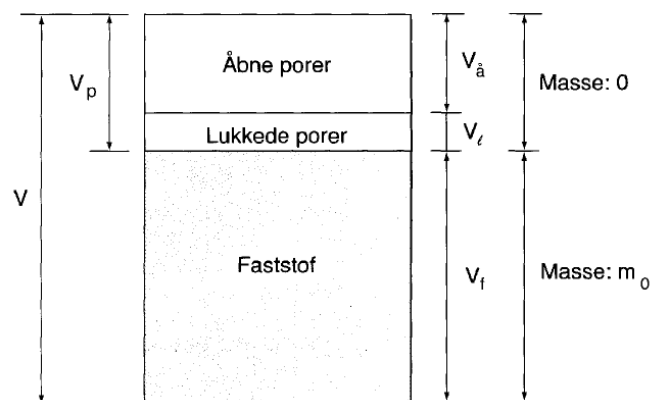 Åbne porer
V_å
V_p
Masse: 0
Lukkede porer
V_ℓ
V
Faststof
V_f
Masse: m_0